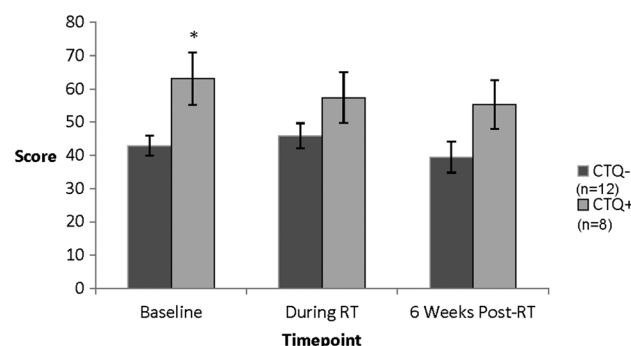 80
70
60
50
40
30
20
10
0
Score
*
CTQ-
(n=12)
CTQ+
(n=8)
Baseline
During RT
6 Weeks Post-RT
Timepoint